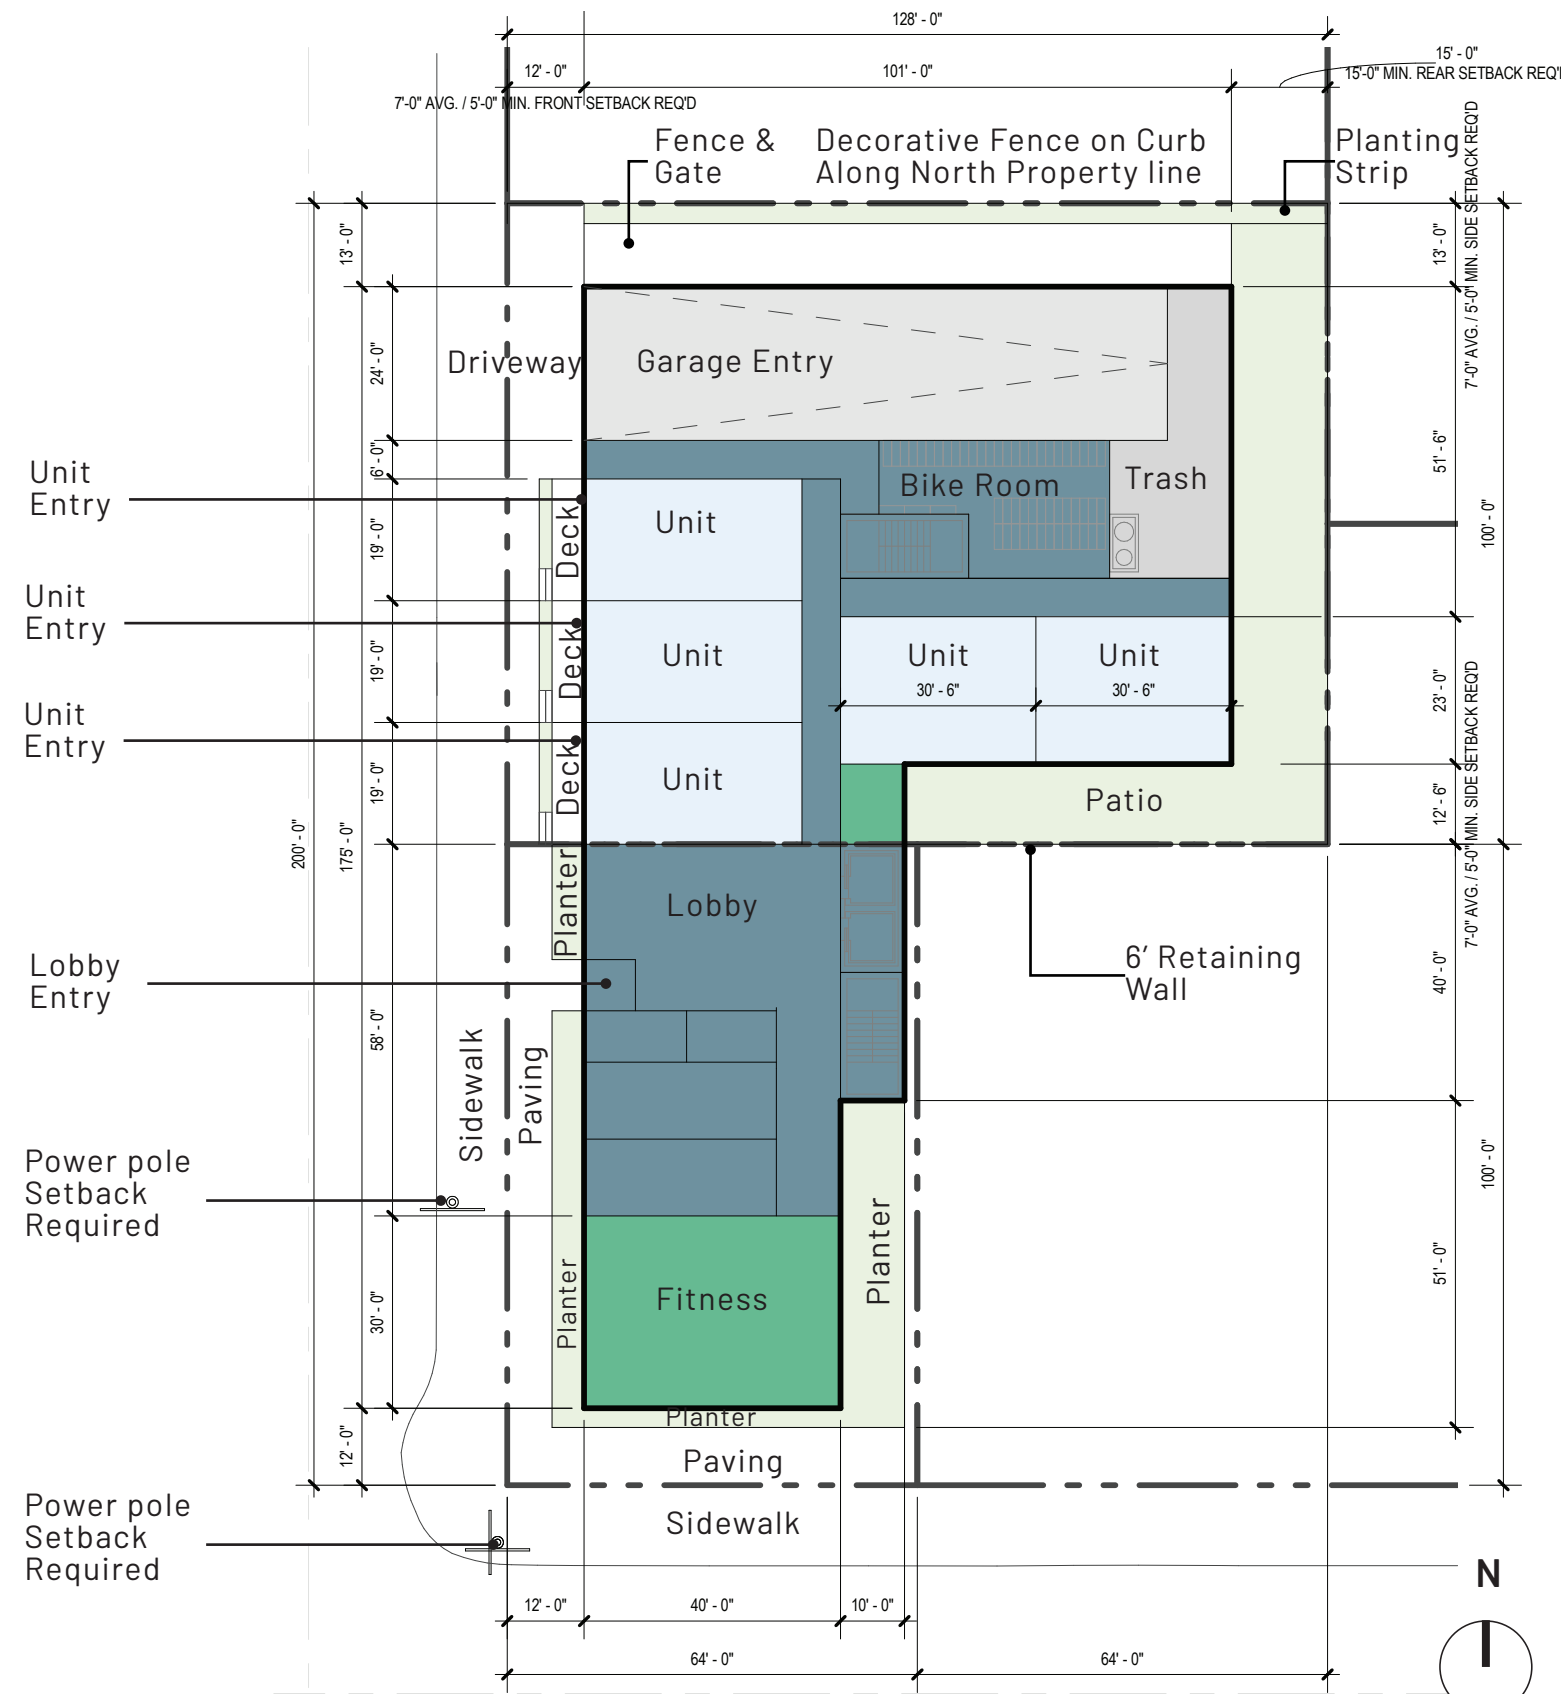 128' - 0"
15' - 0"
12' - 0"
101' - 0"
15'-0" MIN. REAR SETBACK REQ'
7'-0" AVG. / 5'-0" MIN. FRONT SETBACK REQ'D
Fence &
Gate
Decorative Fence on Curb
Along North Property line
Planting
Strip
7'-0" AVG. / 5'-0" MIN. SIDE SETBACK REQ'D
13' - 0"
13' - 0"
24' - 0"
Driveway
Garage Entry
Unit
Entry
6' - 0"
51' - 6"
Bike Room
Trash
19' - 0"
Deck
Unit
100' - 0"
Unit
Entry
19' - 0"
Deck
Unit
Unit
Unit
30' - 6"
30' - 6"
23' - 0"
Unit
Entry
19' - 0"
Deck
Unit
Patio
12' - 6"
7'-0" AVG. / 5'-0" MIN. SIDE SETBACK REQ'D
200' - 0"
175' - 0"
Planter
Lobby
6' Retaining
Wall
40' - 0"
Lobby
Entry
58' - 0"
Sidewalk
Paving
Power pole
Setback
Required
100' - 0"
Planter
51' - 0"
30' - 0"
Planter
Fitness
Planter
12' - 0"
Paving
Power pole
Setback
Required
Sidewalk
N
12' - 0"
40' - 0"
10' - 0"
64' - 0"
64' - 0"